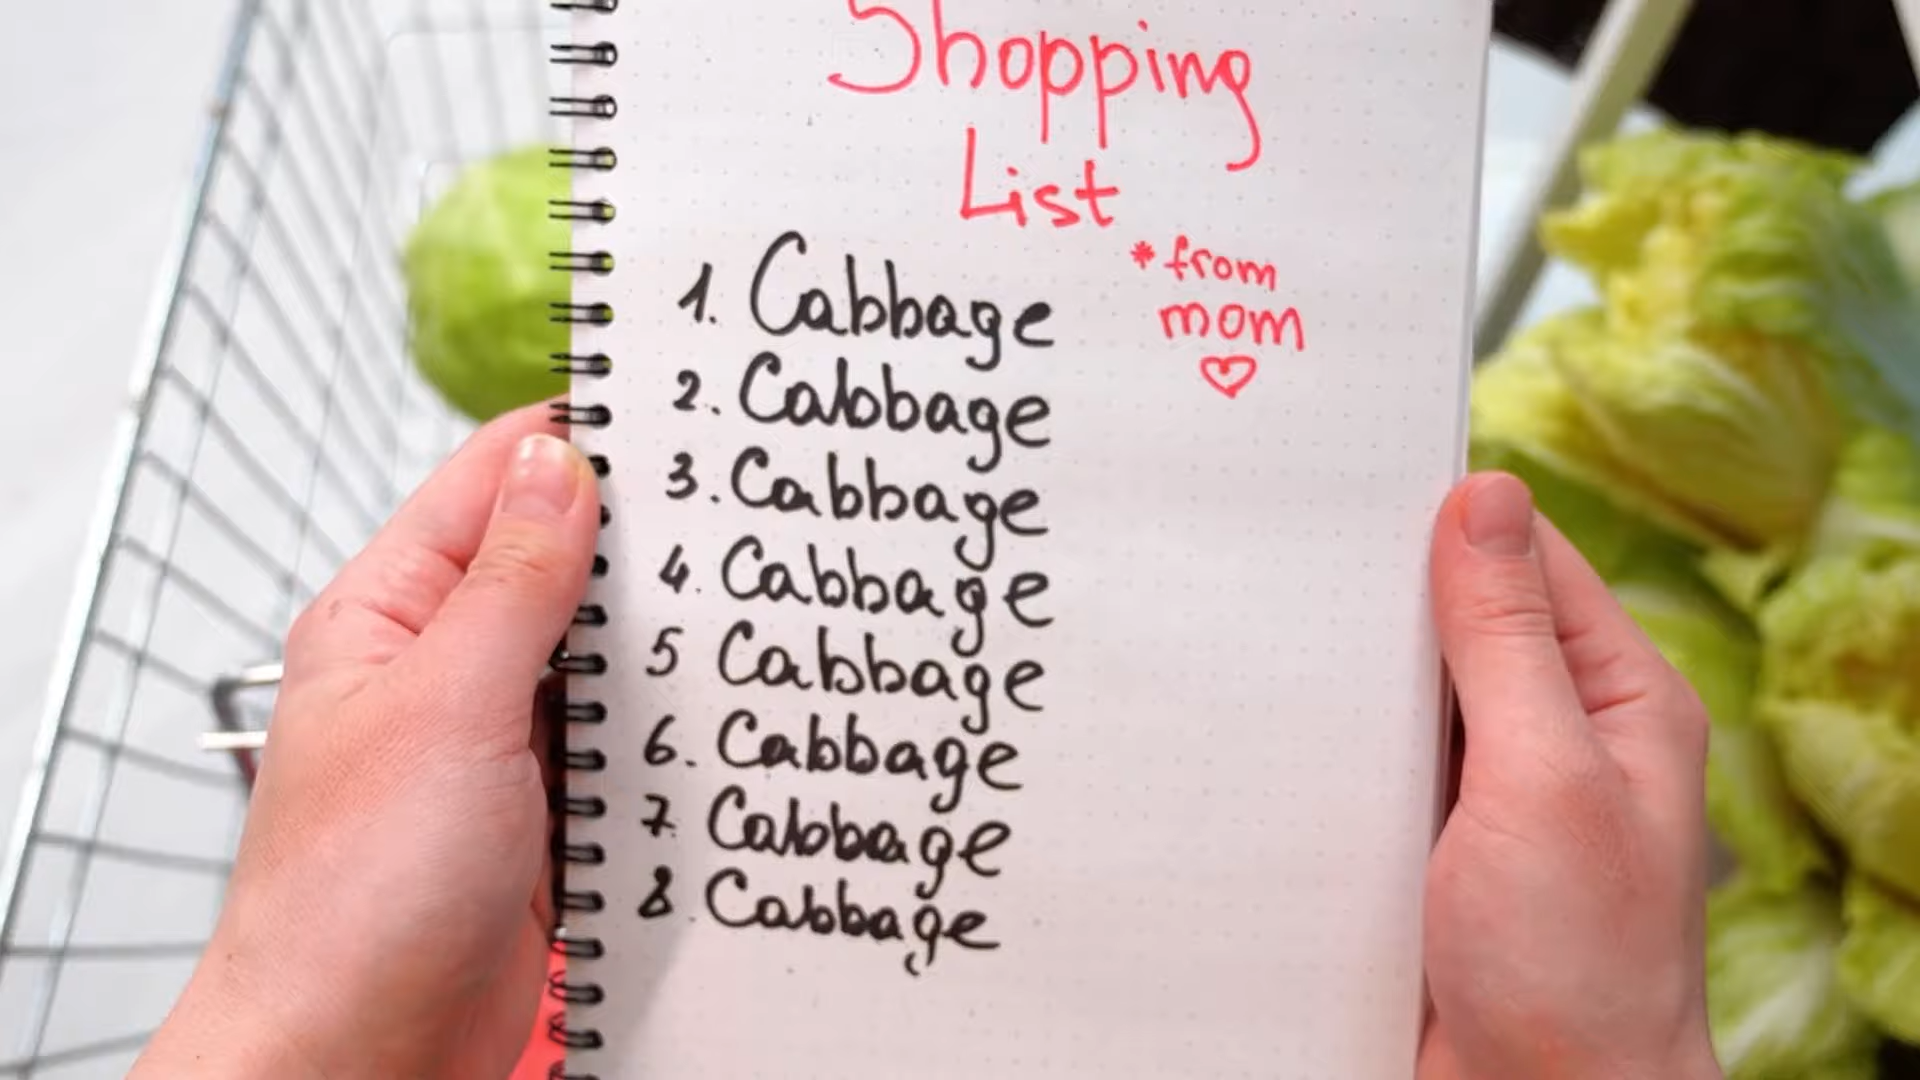 Shopping
List
*from
mom
1. Cabbage
2. Cabbage
3. Cabbage
4. Cabbage
5 Cabbage
6. Cabbage
7. Cabbage
8. Cabbage